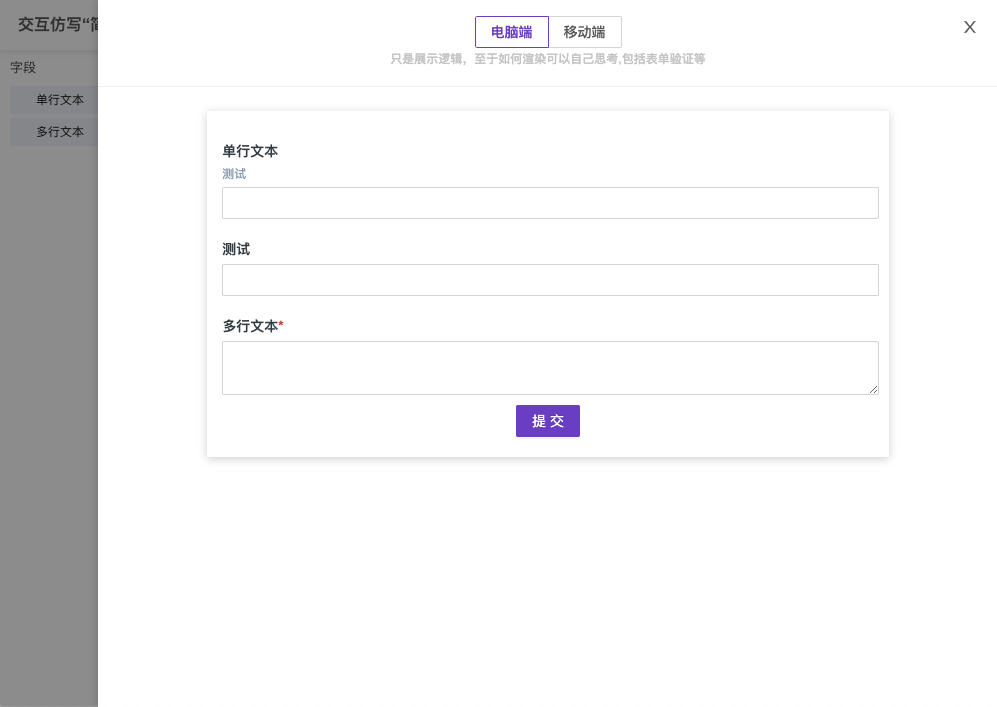 交互仿写“简
字段
单行文本
多行文本
电脑端 移动端
X
只是展示逻辑，至于如何渲染可以自己思考,包括表单验证等
单行文本
测试
测试
多行文本*
提 交